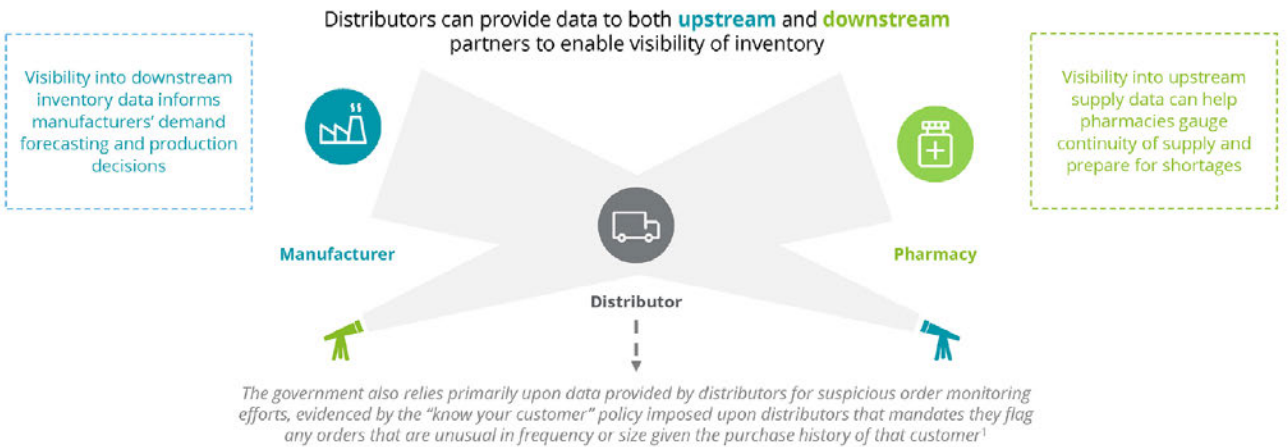 Distributors can provide data to both upstream and downstream
partners to enable visibility of inventory
Visibility into downstream
inventory data informs
manufacturers' demand
forecasting and production
decisions
Visibility into upstream
supply data can help
pharmacies gauge
continuity of supply and
prepare for shortages
Manufacturer
Pharmacy
Distributor
The government also relies primarily upon data provided by distributors for suspicious order monitoring
efforts, evidenced by the “know your customer” policy imposed upon distributors that mandates they flag
any orders that are unusual in frequency or size given the purchase history of that customer¹